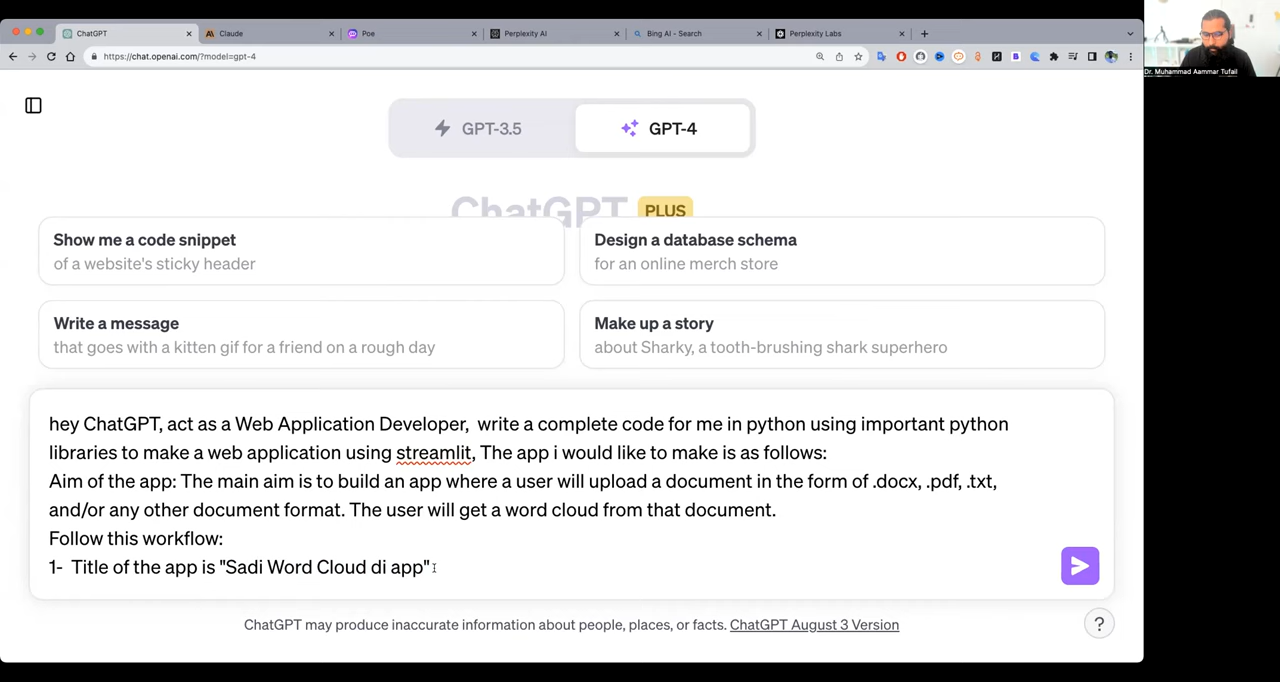 ChatGPT
Claude
Poe
Perplexity AI
Bing AI - Search
Perplexity Labs
https://chat.openai.com/?model=gpt-4
Dr. Muhammad Aammar Tufail
GPT-3.5
GPT-4
ChatGPT PLUS
Show me a code snippet
of a website's sticky header
Design a database schema
for an online merch store
Write a message
that goes with a kitten gif for a friend on a rough day
Make up a story
about Sharky, a tooth-brushing shark superhero
hey ChatGPT, act as a Web Application Developer,  write a complete code for me in python using important python
libraries to make a web application using streamlit, The app i would like to make is as follows:
Aim of the app: The main aim is to build an app where a user will upload a document in the form of .docx, .pdf, .txt,
and/or any other document format. The user will get a word cloud from that document.
Follow this workflow:
1-  Title of the app is "Sadi Word Cloud di app"
ChatGPT may produce inaccurate information about people, places, or facts. ChatGPT August 3 Version
?